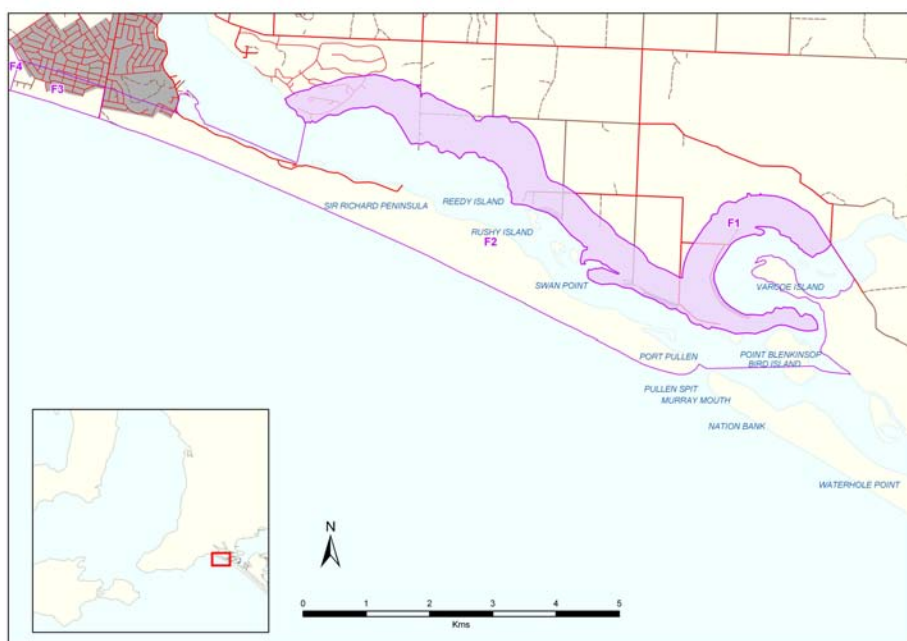 F4
F3
SIR RICHARD PENINSULA
REEDY ISLAND
RUSHY ISLAND
F2
F1
SWAN POINT
VARCOE ISLAND
PORT PULLEN
POINT BLENKINSOP
BIRD ISLAND
PULLEN SPIT
MURRAY MOUTH
NATION BANK
WATERHOLE POINT
N
0 1 2 3 4 5
Kms